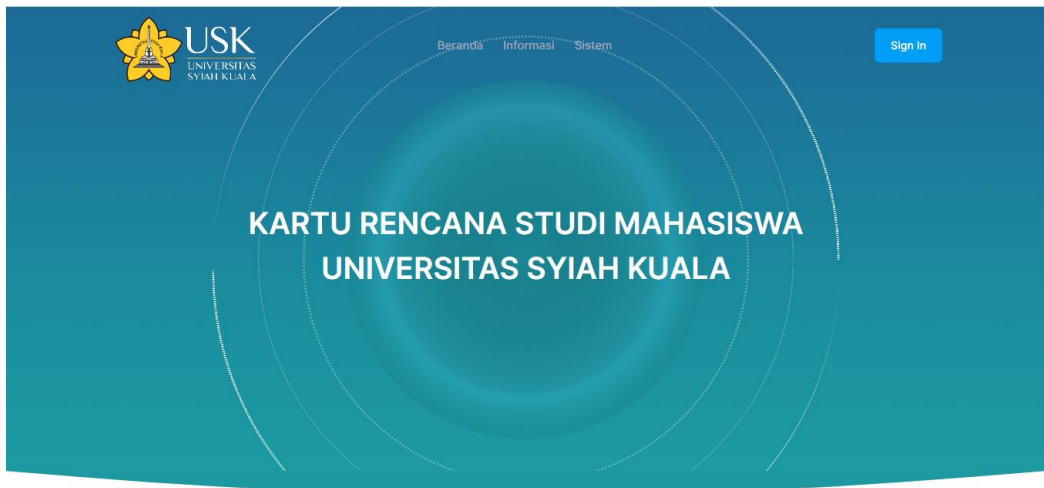 USK
UNIVERSITAS
SYIAH KUALA
Beranda Informasi Sistem
Sign In
KARTU RENCANA STUDI MAHASISWA
UNIVERSITAS SYIAH KUALA